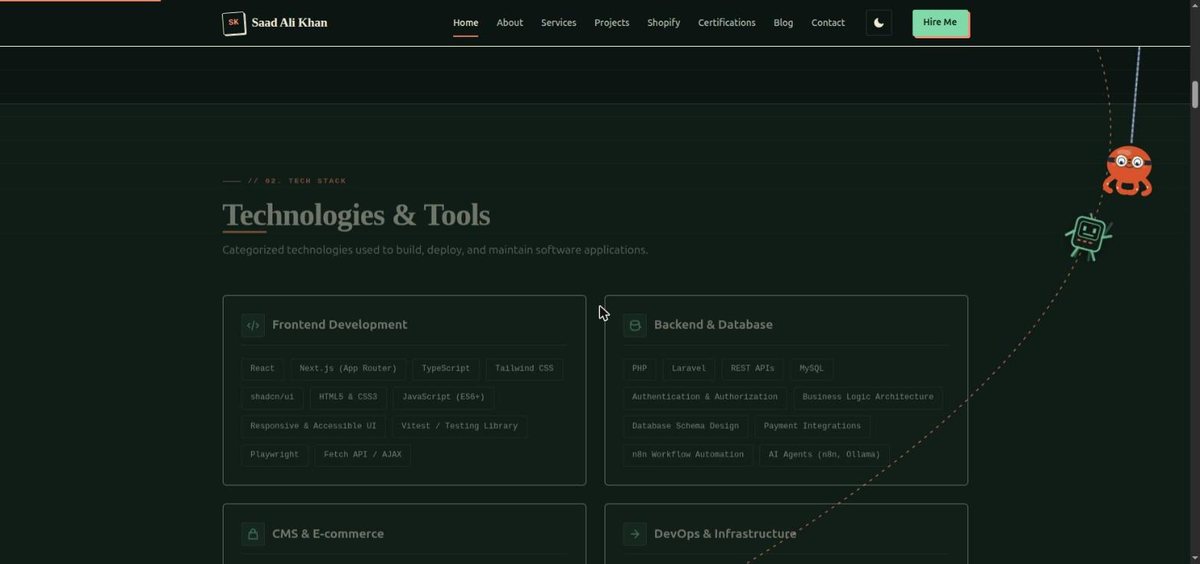 SK Saad Ali Khan Home About Services Projects Shopify Certifications Blog Contact Hire Me
// 02. TECH STACK
Technologies & Tools
Categorized technologies used to build, deploy, and maintain software applications.
</> Frontend Development
React Next.js (App Router) TypeScript Tailwind CSS
shadcn/ui HTML5 & CSS3 JavaScript (ES6+)
Responsive & Accessible UI Vitest / Testing Library
Playwright Fetch API / AJAX
Backend & Database
PHP Laravel REST APIs MySQL
Authentication & Authorization Business Logic Architecture
Database Schema Design Payment Integrations
n8n Workflow Automation AI Agents (n8n, Ollama)
CMS & E-commerce
DevOps & Infrastructure